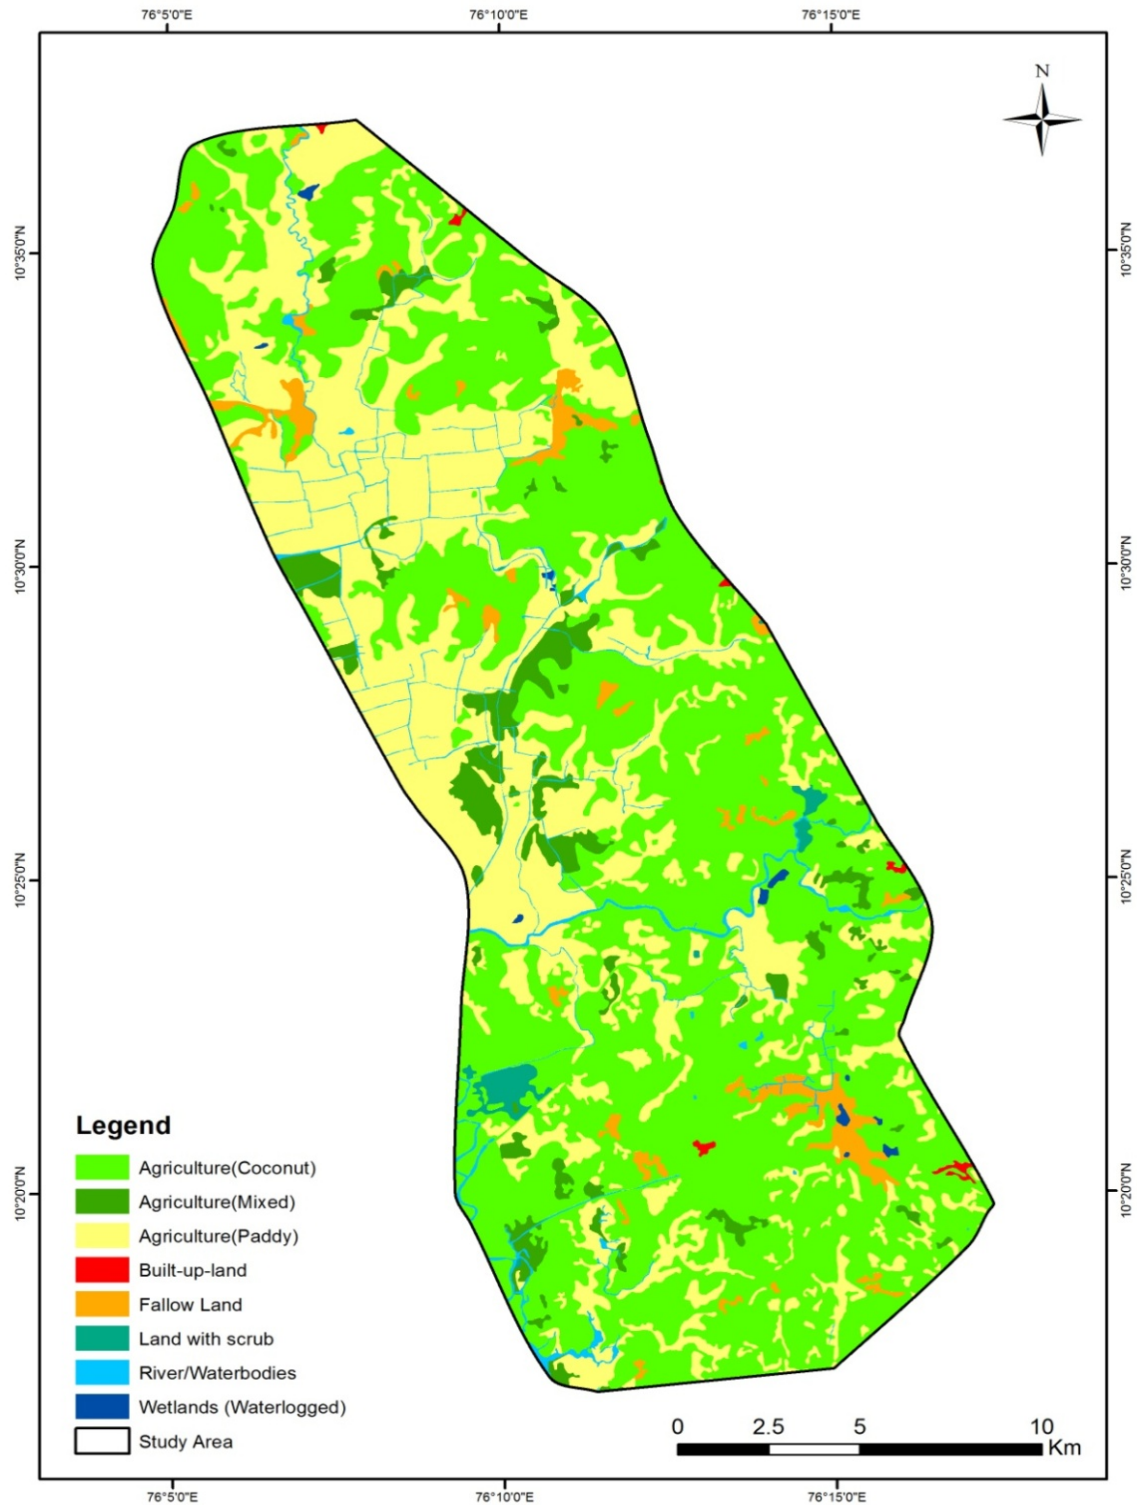 76°5'0"E
76°10'0"E
76°15'0"E
N
10°35'0"N
10°35'0"N
10°30'0"N
10°30'0"N
10°25'0"N
10°25'0"N
10°20'0"N
10°20'0"N
Legend
Agriculture(Coconut)
Agriculture(Mixed)
Agriculture(Paddy)
Built-up-land
Fallow Land
Land with scrub
River/Waterbodies
Wetlands (Waterlogged)
Study Area
0 2.5 5 10
Km
76°5'0"E
76°10'0"E
76°15'0"E